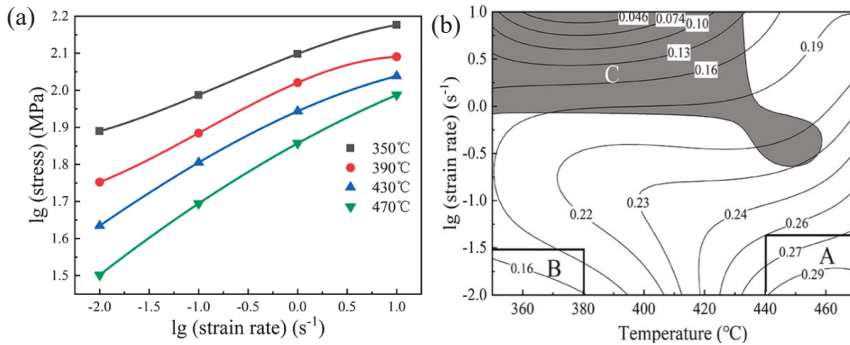 (a)
2.2
2.1
2.0
1.9
1.8
1.7
1.6
1.5
lg (stress) (MPa)
350℃
390℃
430℃
470℃
-2.0 -1.5 -1.0 -0.5 0.0 0.5 1.0
lg (strain rate) (s⁻¹)
(b)
1.0
0.5
0.0
-0.5
-1.0
-1.5
-2.0
lg (strain rate) (s⁻¹)
0.046
0.074
0.10
0.13
0.16
0.19
C
0.22
0.23
0.24
0.26
0.27
0.29
A
B
0.16
360 380 400 420 440 460
Temperature (℃)